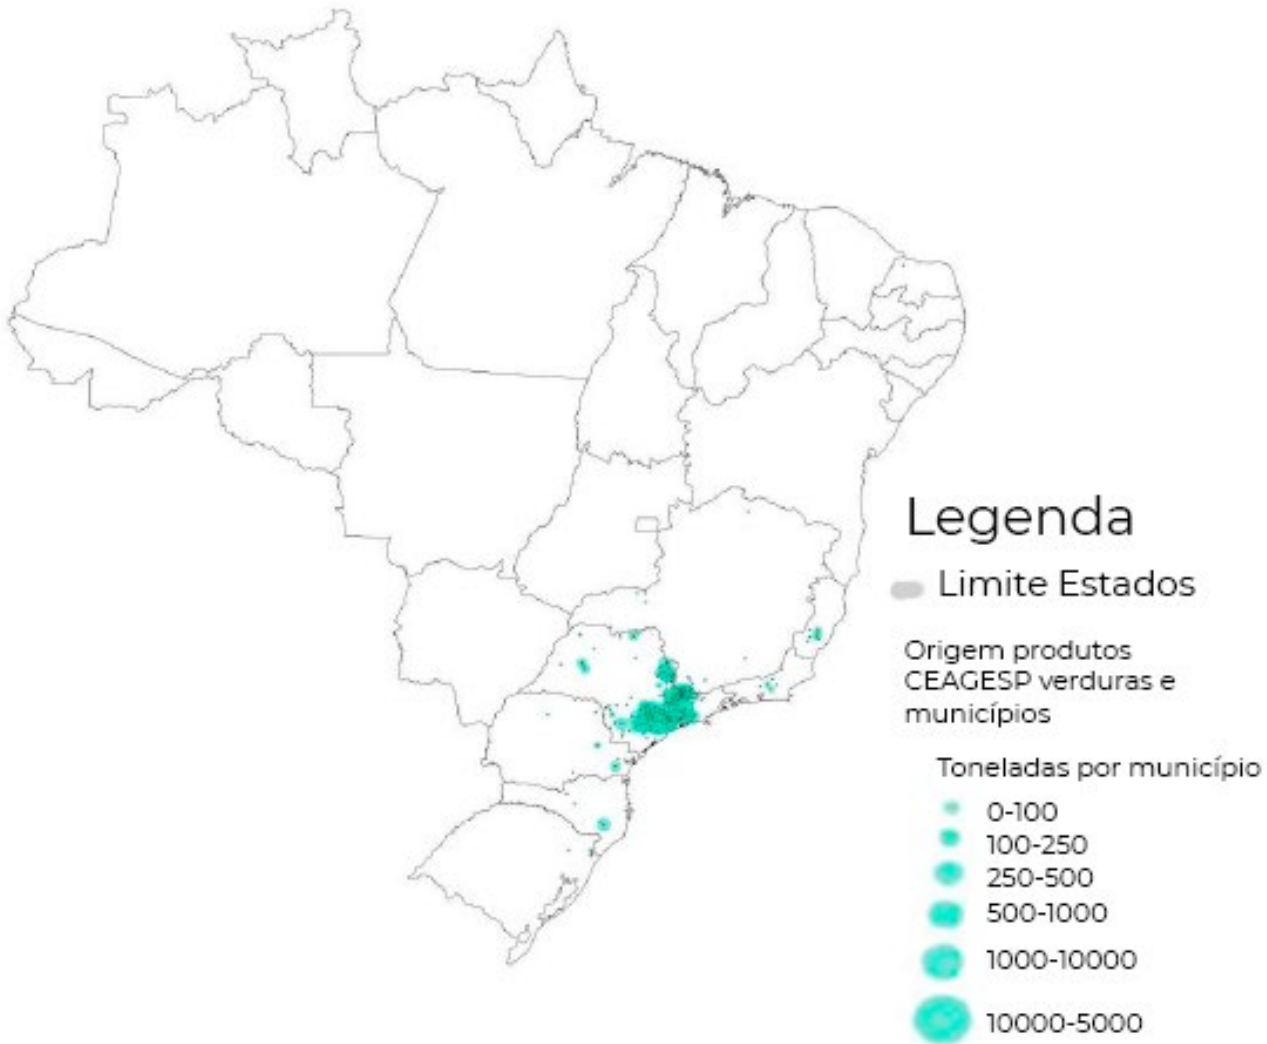 Legenda
Limite Estados
Origem produtos
CEAGESP verduras e
municípios
Toneladas por município
0-100
100-250
250-500
500-1000
1000-10000
10000-5000